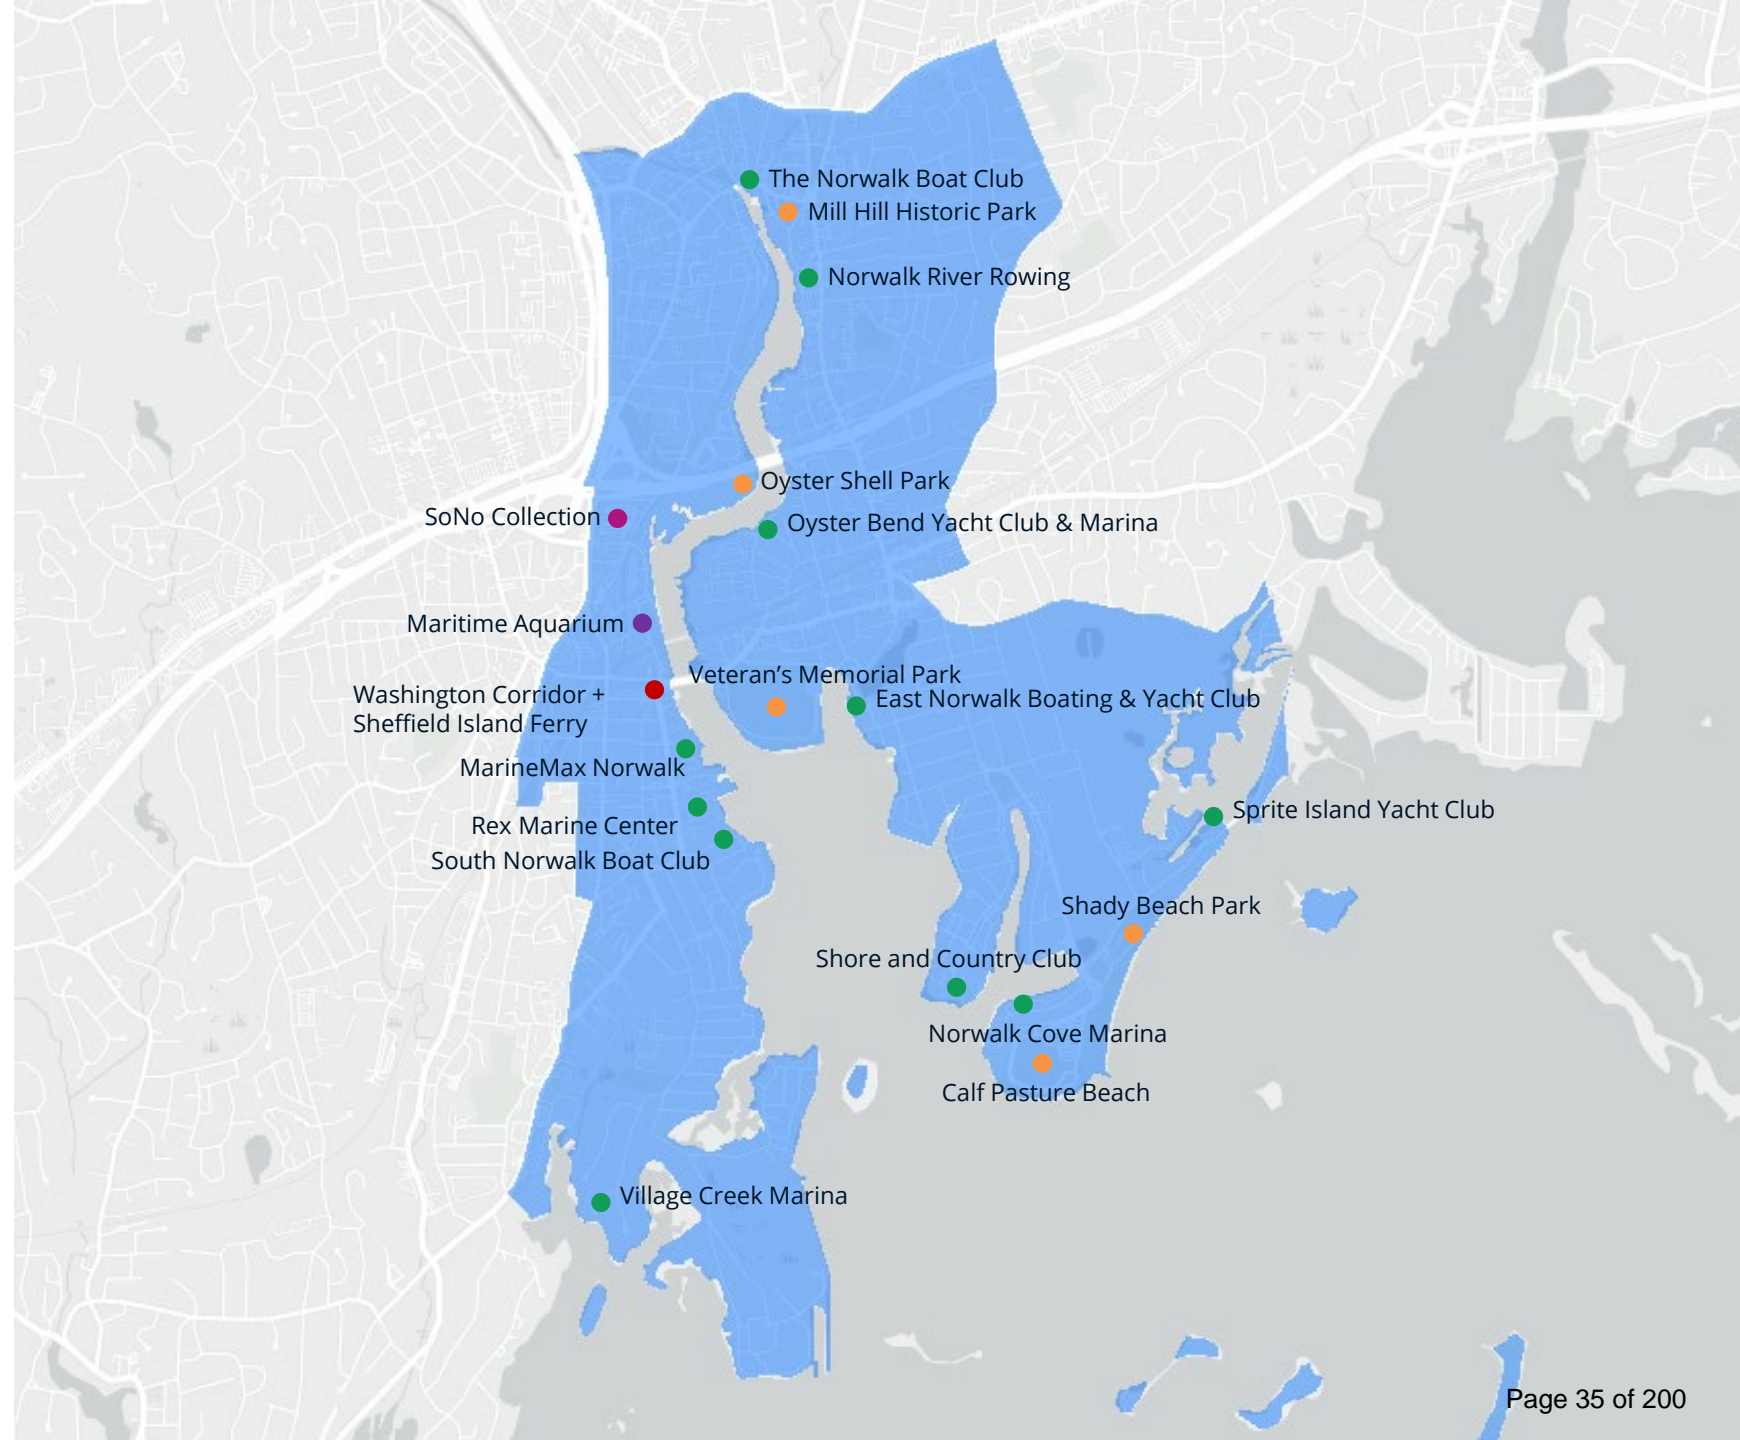 The Norwalk Boat Club
Mill Hill Historic Park
Norwalk River Rowing
Oyster Shell Park
SoNo Collection
Oyster Bend Yacht Club & Marina
Maritime Aquarium
Veteran's Memorial Park
Washington Corridor +
Sheffield Island Ferry
East Norwalk Boating & Yacht Club
MarineMax Norwalk
Rex Marine Center
South Norwalk Boat Club
Sprite Island Yacht Club
Shady Beach Park
Shore and Country Club
Norwalk Cove Marina
Calf Pasture Beach
Village Creek Marina
Page 35 of 200